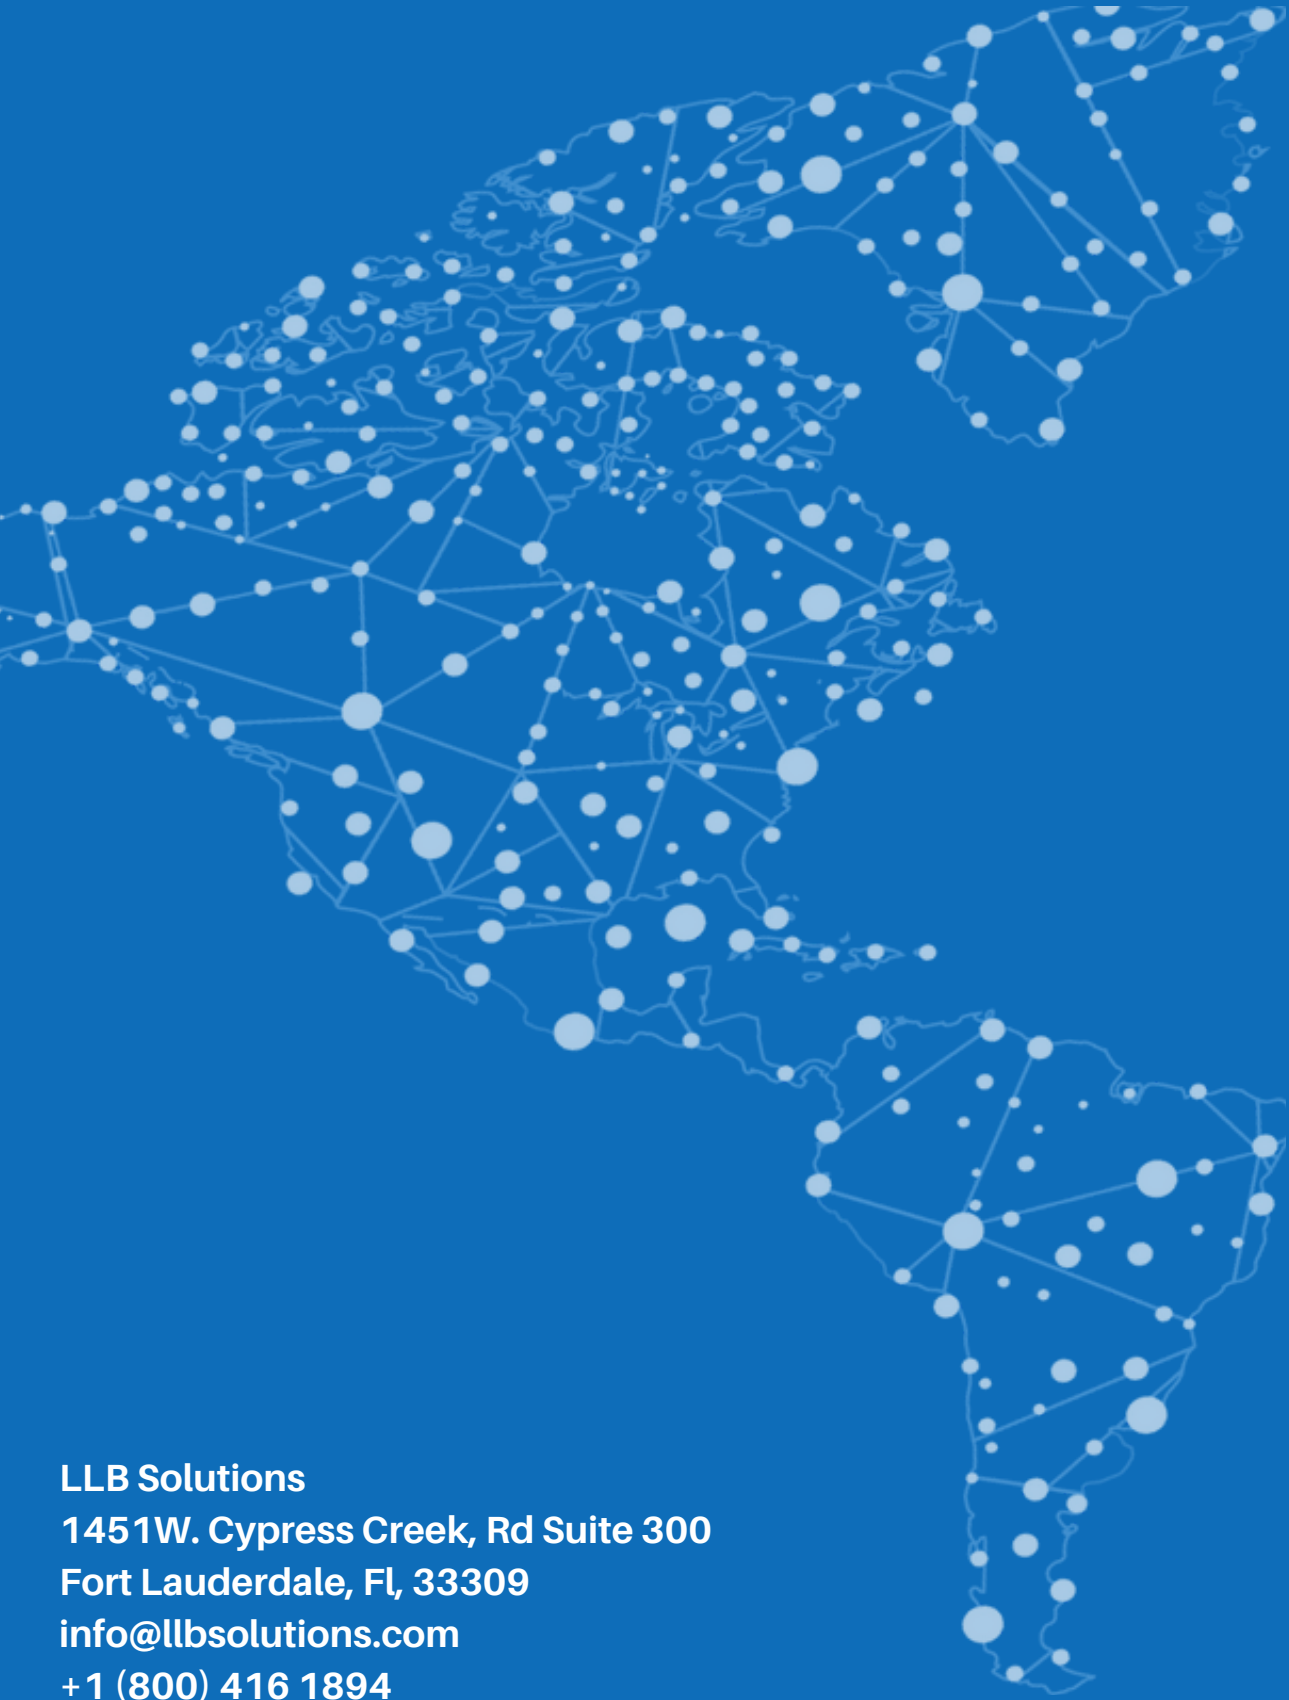 LLB Solutions
1451W. Cypress Creek, Rd Suite 300
Fort Lauderdale, Fl, 33309
info@llbsolutions.com
+1 (800) 416 1894